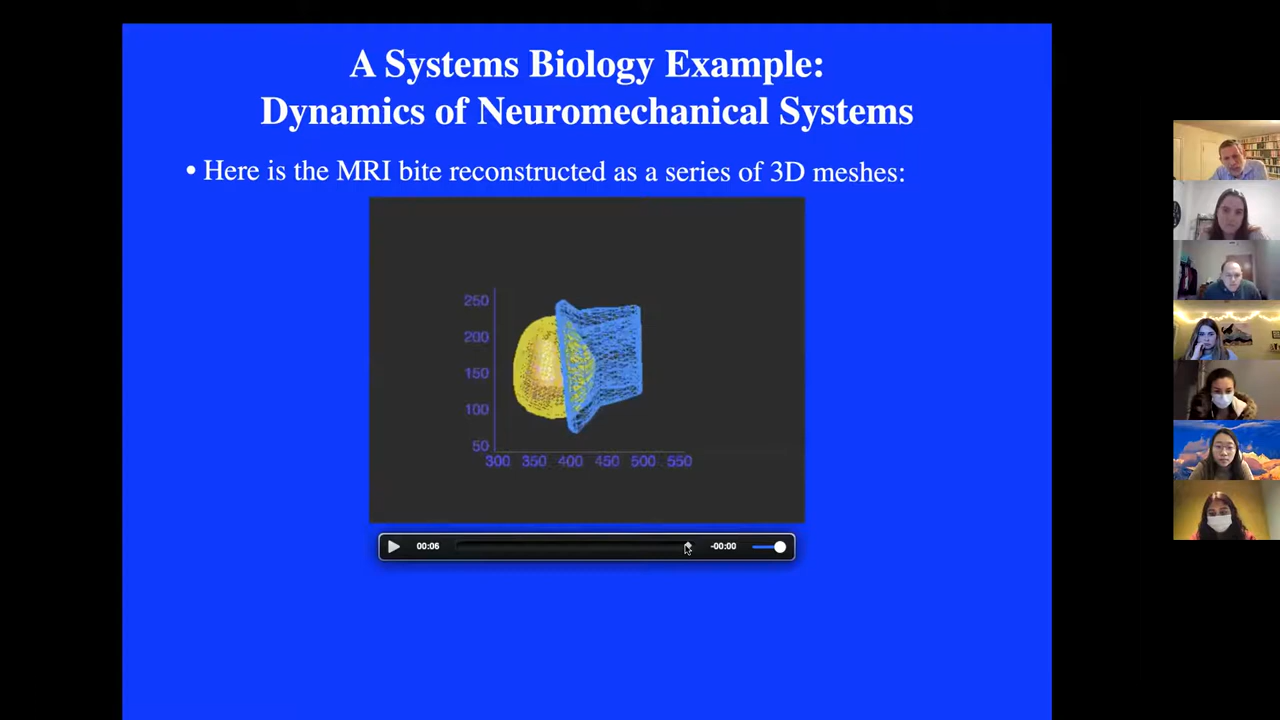 A Systems Biology Example:
Dynamics of Neuromechanical Systems
• Here is the MRI bite reconstructed as a series of 3D meshes:
250
200
150
100
50
300 350 400 450 500 550
00:06 -00:00